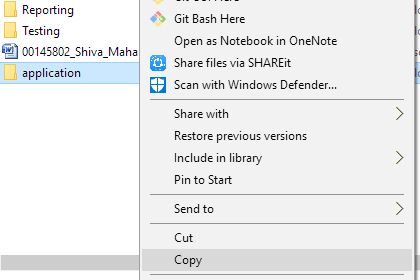 Reporting
Testing
00145802_Shiva_Maha
application
Git Bash Here
Open as Notebook in OneNote
Share files via SHAREit
Scan with Windows Defender...
Share with
Restore previous versions
Include in library
Pin to Start
Send to
Cut
Copy